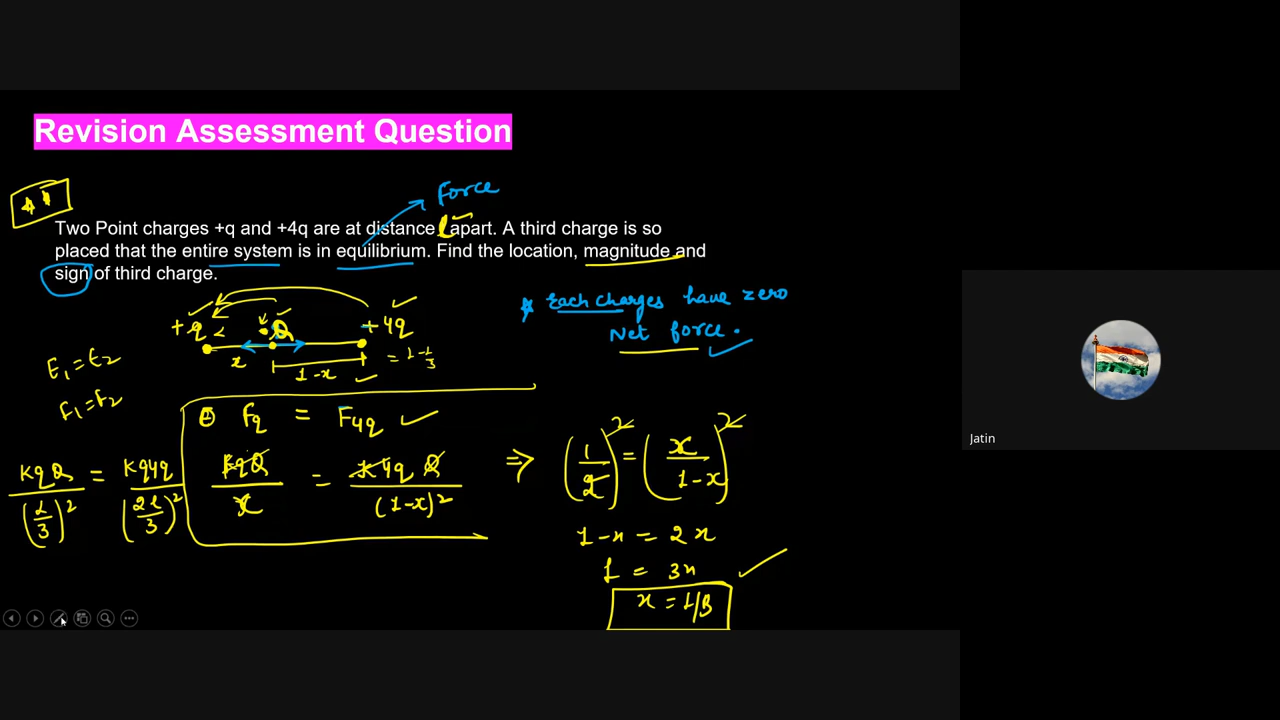 Revision Assessment Question
Force
Two Point charges +q and +4q are at distance l apart. A third charge is so
placed that the entire system is in equilibrium. Find the location, magnitude and
sign of third charge.
* Each charges have zero
Net force.
+q Q +4q
x l-x = l-l/3
E₁=E₂
F₁=F₂
Fq = F4q
KqQ/(l/3)² = Kq4q/(2l/3)²
KqQ/x = K4qQ/(l-x)²
⇒ (1/2)² = (x/l-x)²
l-x = 2x
l = 3x
x = l/3
Jatin